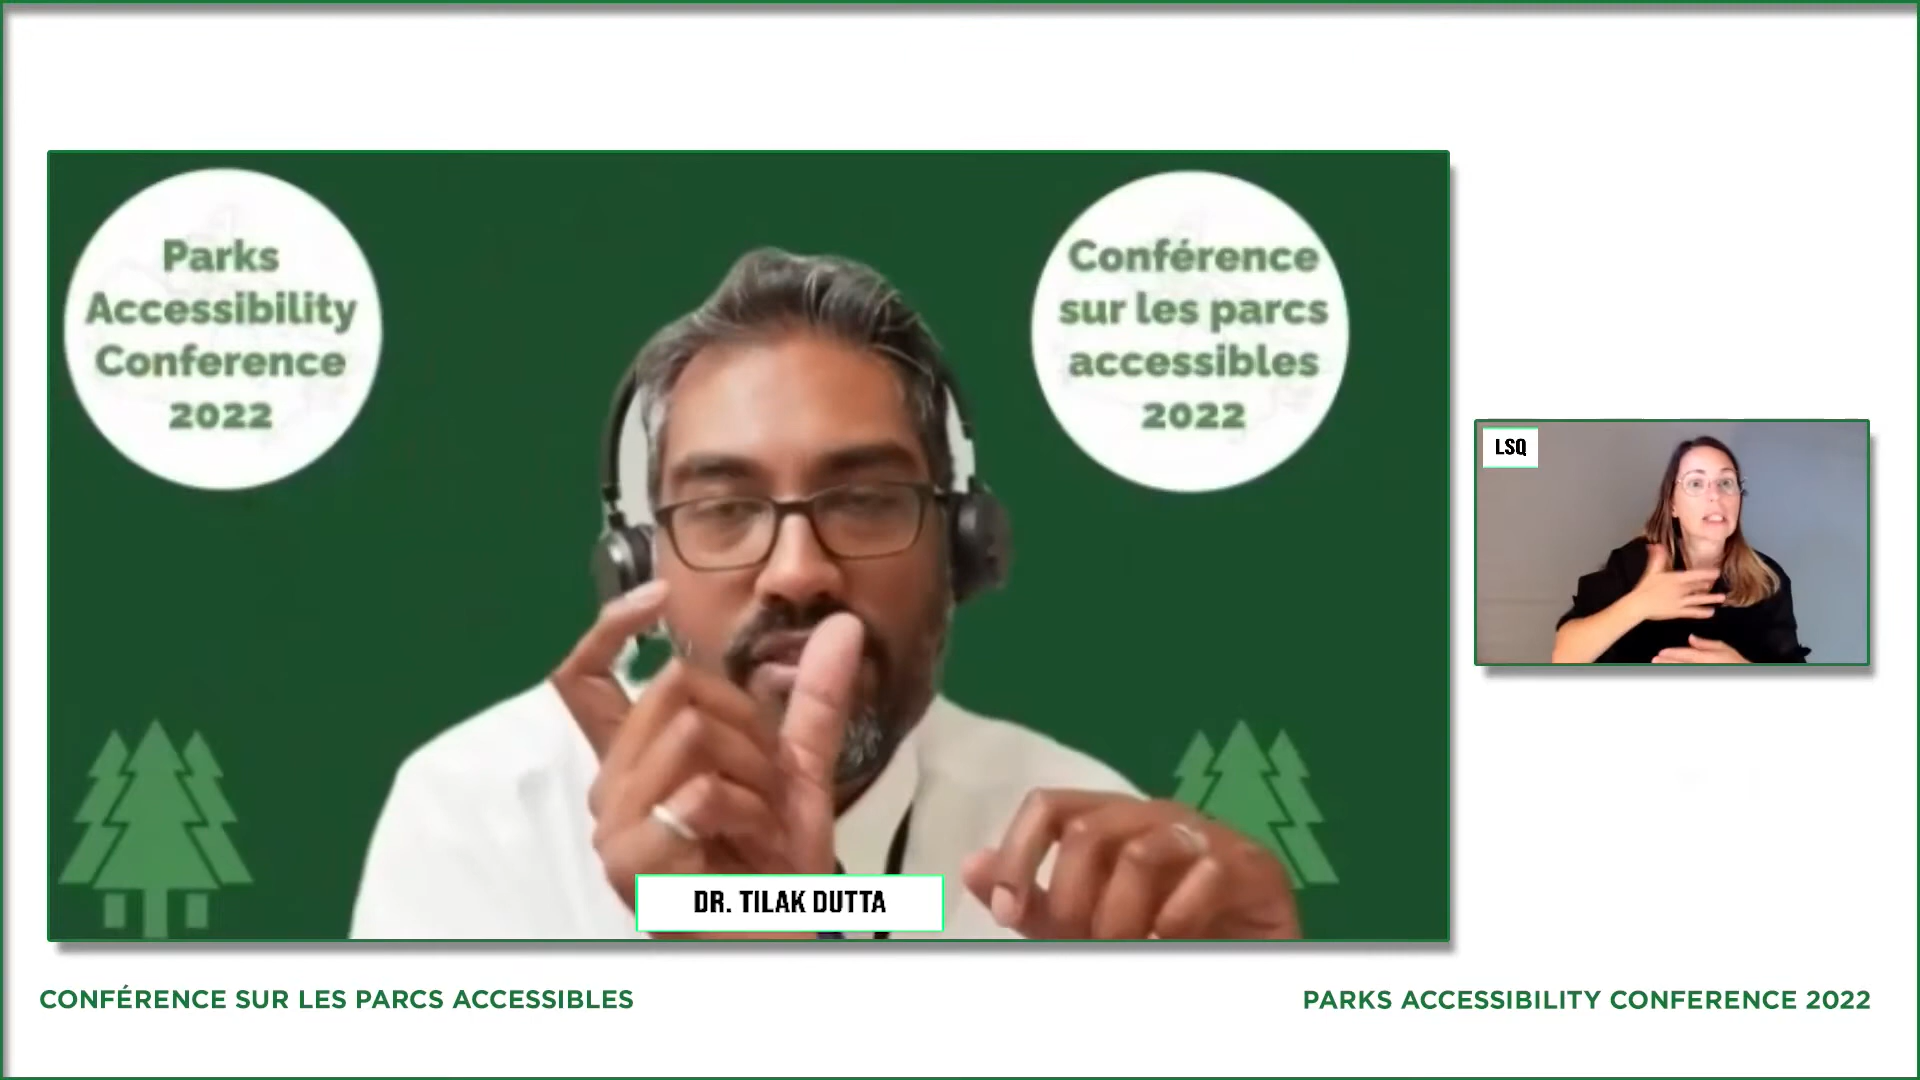 Parks
Accessibility
Conference
2022
Conférence
sur les parcs
accessibles
2022
LSQ
DR. TILAK DUTTA
CONFÉRENCE SUR LES PARCS ACCESSIBLES
PARKS ACCESSIBILITY CONFERENCE 2022